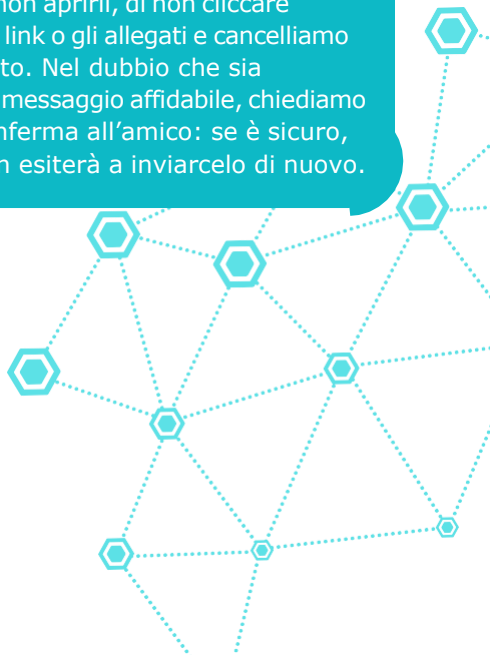 non aprirli, di non cliccare
link o gli allegati e cancelliamo
to. Nel dubbio che sia
messaggio affidabile, chiediamo
nferma all’amico: se è sicuro,
n esiterà a inviarcelo di nuovo.